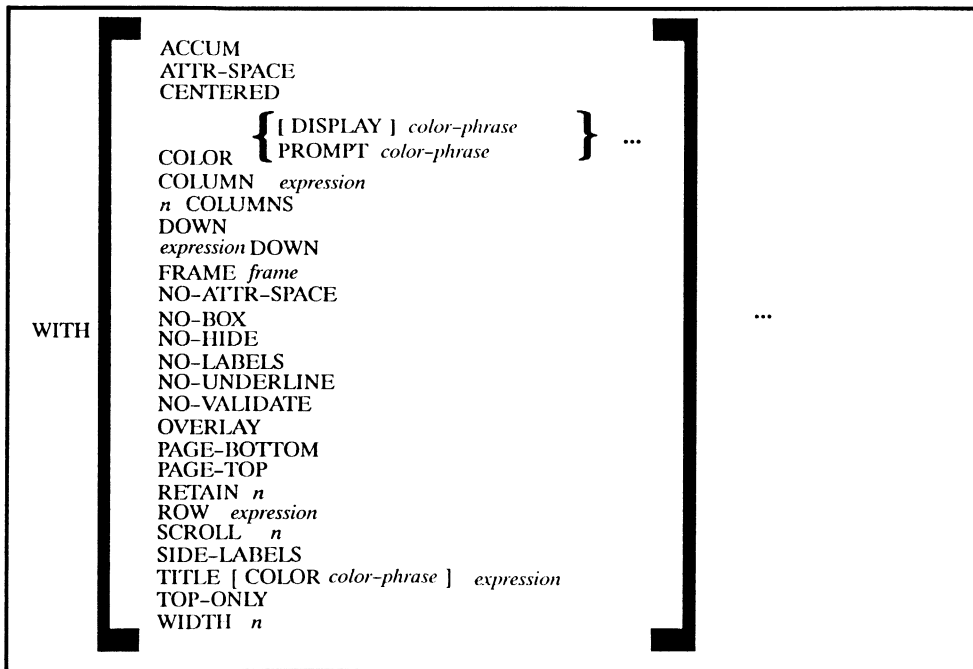 ACCUM
ATTR-SPACE
CENTERED
COLOR { [ DISPLAY ] color-phrase
PROMPT color-phrase } ...
COLUMN expression
n COLUMNS
DOWN
expression DOWN
FRAME frame
NO-ATTR-SPACE
NO-BOX
WITH
...
NO-HIDE
NO-LABELS
NO-UNDERLINE
NO-VALIDATE
OVERLAY
PAGE-BOTTOM
PAGE-TOP
RETAIN n
ROW expression
SCROLL n
SIDE-LABELS
TITLE [ COLOR color-phrase ] expression
TOP-ONLY
WIDTH n